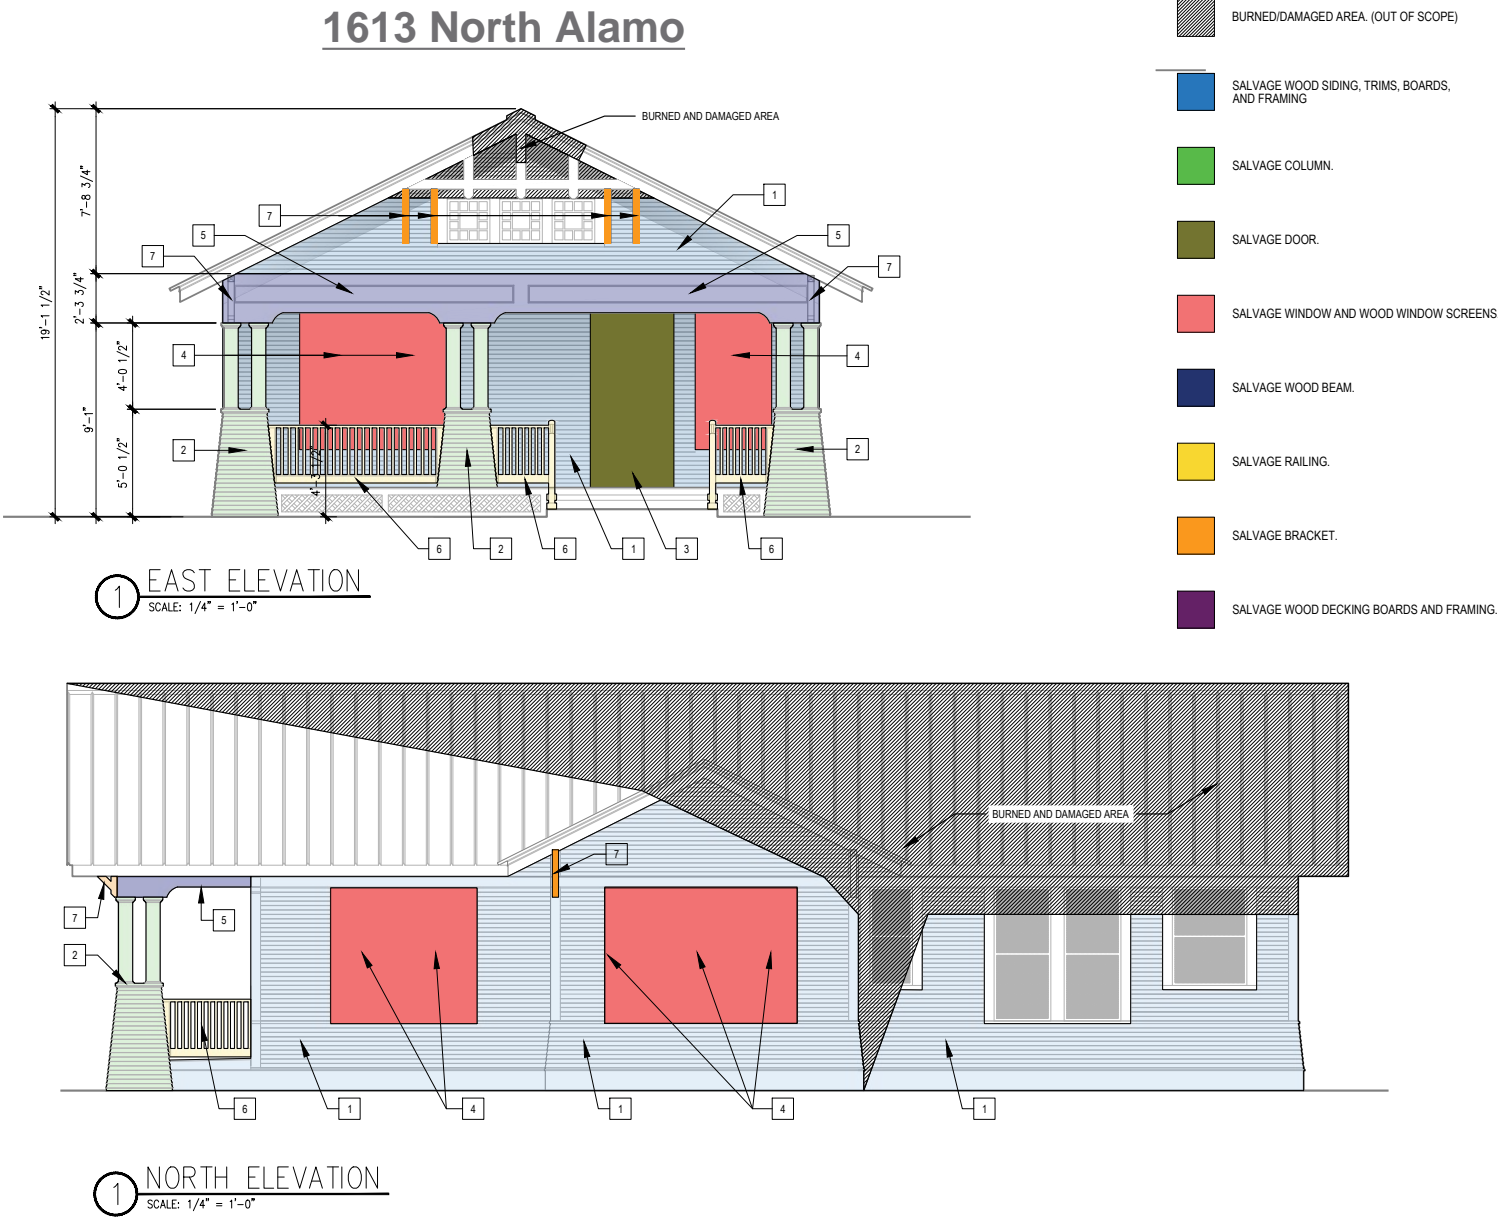 1613 North Alamo
BURNED/DAMAGED AREA. (OUT OF SCOPE)
SALVAGE WOOD SIDING, TRIMS, BOARDS,
AND FRAMING
SALVAGE COLUMN.
SALVAGE DOOR.
SALVAGE WINDOW AND WOOD WINDOW SCREENS
SALVAGE WOOD BEAM.
SALVAGE RAILING.
SALVAGE BRACKET.
SALVAGE WOOD DECKING BOARDS AND FRAMING.
BURNED AND DAMAGED AREA
1
7
5
5
7
7
4
4
2
2
6
2
6
1
3
6
19'-1 1/2"
7'-8 3/4"
2'-3 3/4"
9'-1"
4'-0 1/2"
5'-0 1/2"
4'-3 1/2"
1
EAST ELEVATION
SCALE: 1/4" = 1'-0"
BURNED AND DAMAGED AREA
7
7
5
2
6
1
4
1
4
1
1
NORTH ELEVATION
SCALE: 1/4" = 1'-0"